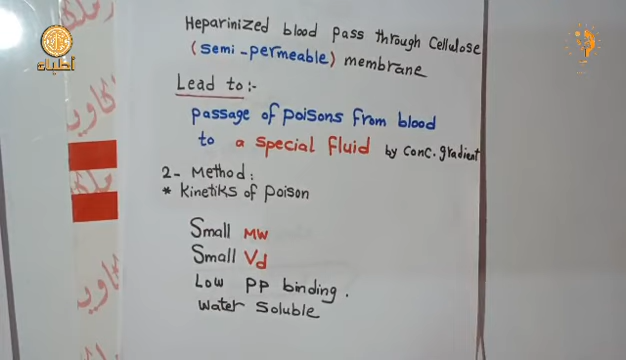 أطباء
Heparinized blood pass through cellulose
(semi-permeable) membrane
Lead to:-
passage of poisons from blood
to a special fluid by conc. gradient
2- Method:
* kinetiks of poison
Small MW
Small Vd
Low PP binding.
water soluble